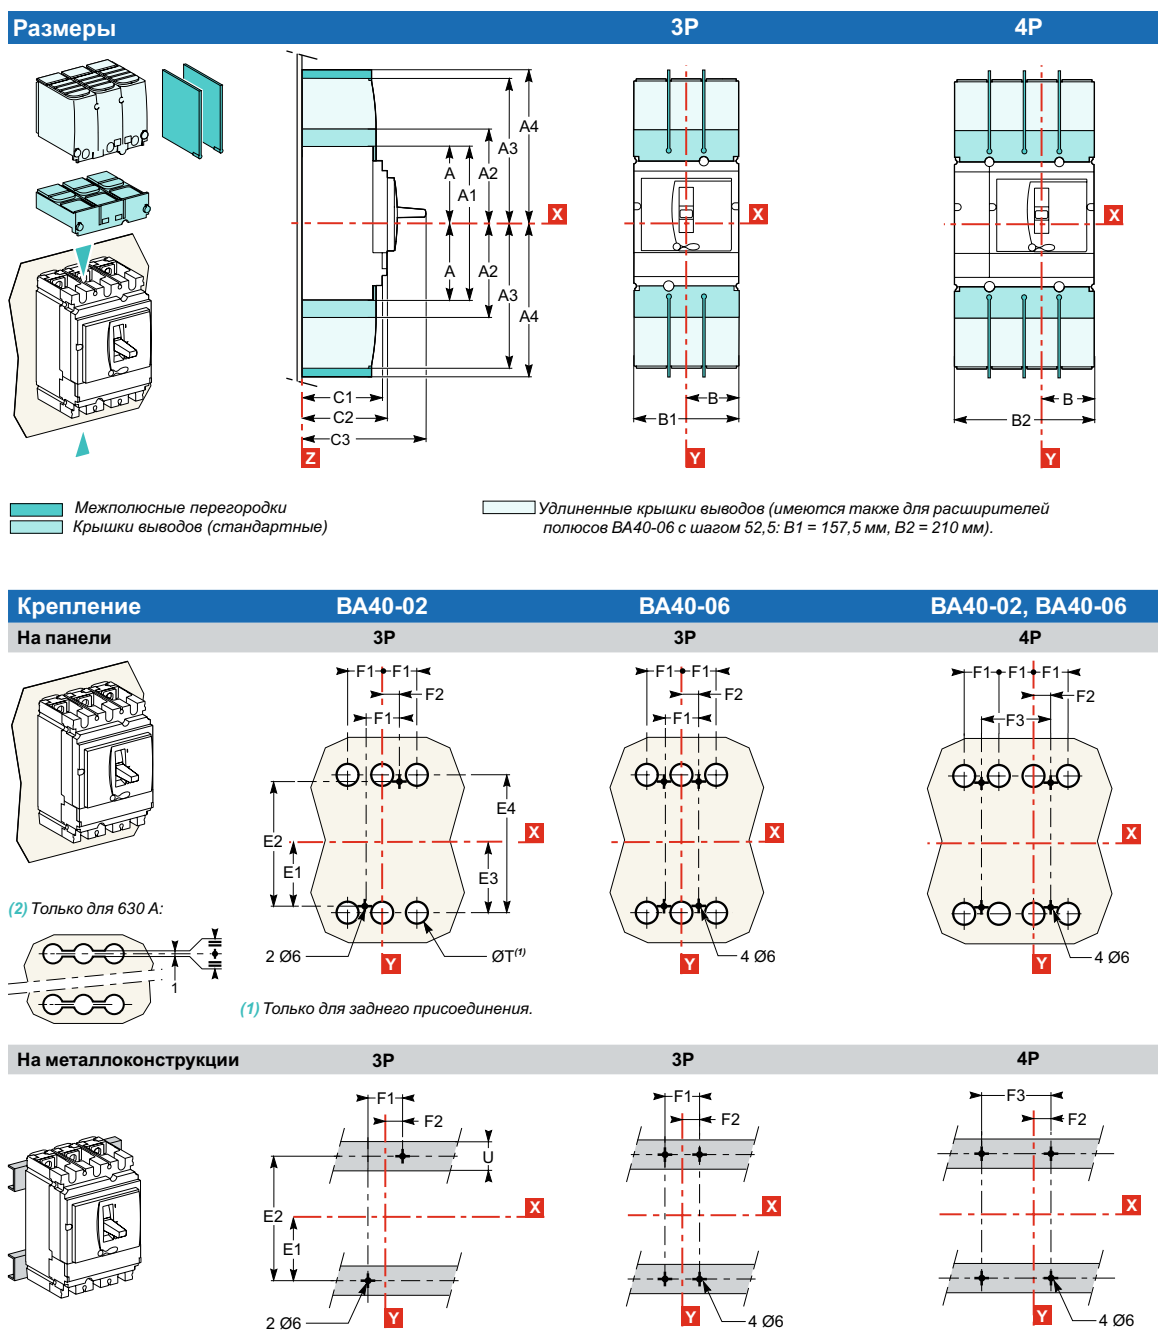 Размеры 3P 4P
A4
A3
A2
A
A1
X
X
X
A
A2
A3
A4
C1
C2
C3
B
B1
B
B2
Z
Y
Y
Межполюсные перегородки
Крышки выводов (стандартные)
Удлиненные крышки выводов (имеются также для расширителей
полюсов ВА40-06 с шагом 52,5: B1 = 157,5 мм, B2 = 210 мм).
Крепление ВА40-02 ВА40-06 ВА40-02, ВА40-06
На панели 3P 3P 4P
F1 F1
F2
F1
E4
E2
E1
E3
X
2 Ø6
Y
ØT(1)
F1 F1
F2
F1
X
Y
4 Ø6
F1 F1 F1
F2
F3
X
Y
4 Ø6
(2) Только для 630 А:
1
(1) Только для заднего присоединения.
На металлоконструкции 3P 3P 4P
F1
F2
U
E2
E1
X
2 Ø6
Y
F1
F2
X
Y
4 Ø6
F3
F2
X
Y
4 Ø6